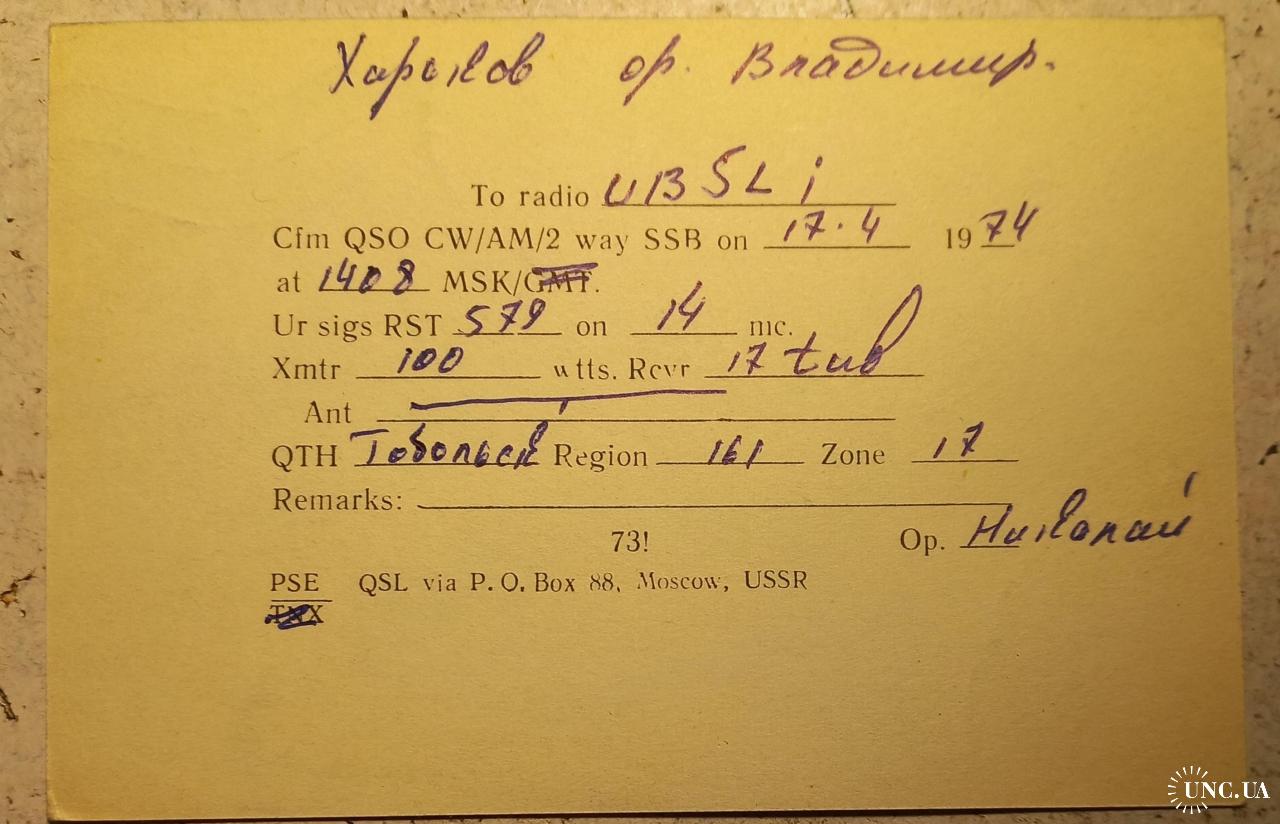 Харьков ор. Владимир.
To radio UB5Li
Cfm QSO CW/AM/2 way SSB on 17.4 1974
at 1408 MSK/GMT.
Ur sigs RST 579 on 14 mc.
Xmtr 100 wtts. Rcvr 17 tub
Ant
QTH Тобольск Region 161 Zone 17
Remarks:
73! Op. Николай
PSE QSL via P. O. Box 88, Moscow, USSR
TNX
UNC.UA